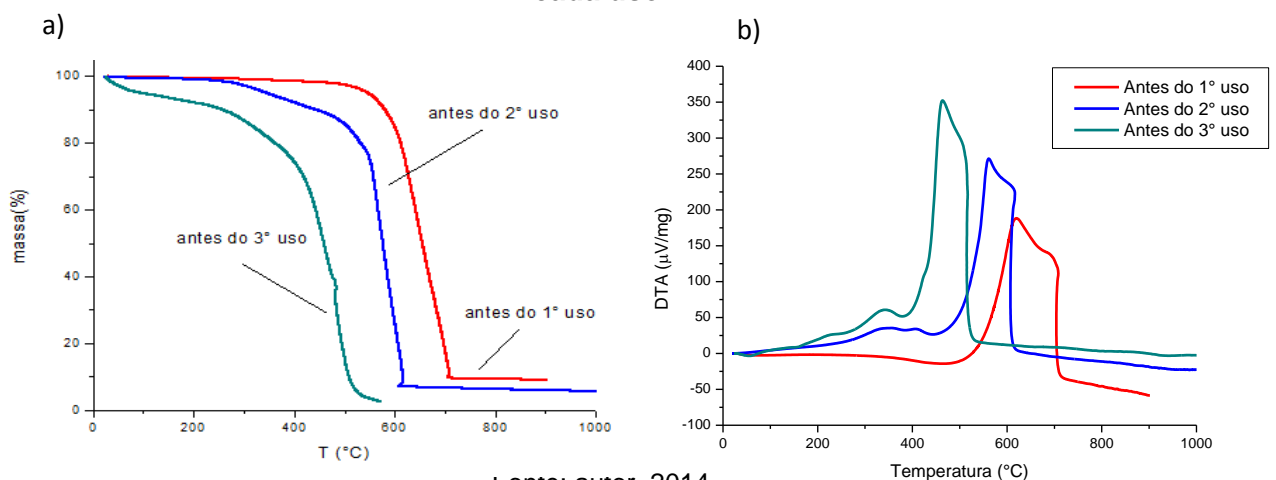 a)
100
80
60
40
20
0
massa(%)
0 200 400 600 800 1000
T (°C)
antes do 2° uso
antes do 3° uso
antes do 1° uso
b)
400
350
300
250
200
150
100
50
0
-50
-100
DTA (µV/mg)
0 200 400 600 800 1000
Temperatura (°C)
Antes do 1° uso
Antes do 2° uso
Antes do 3° uso
2014